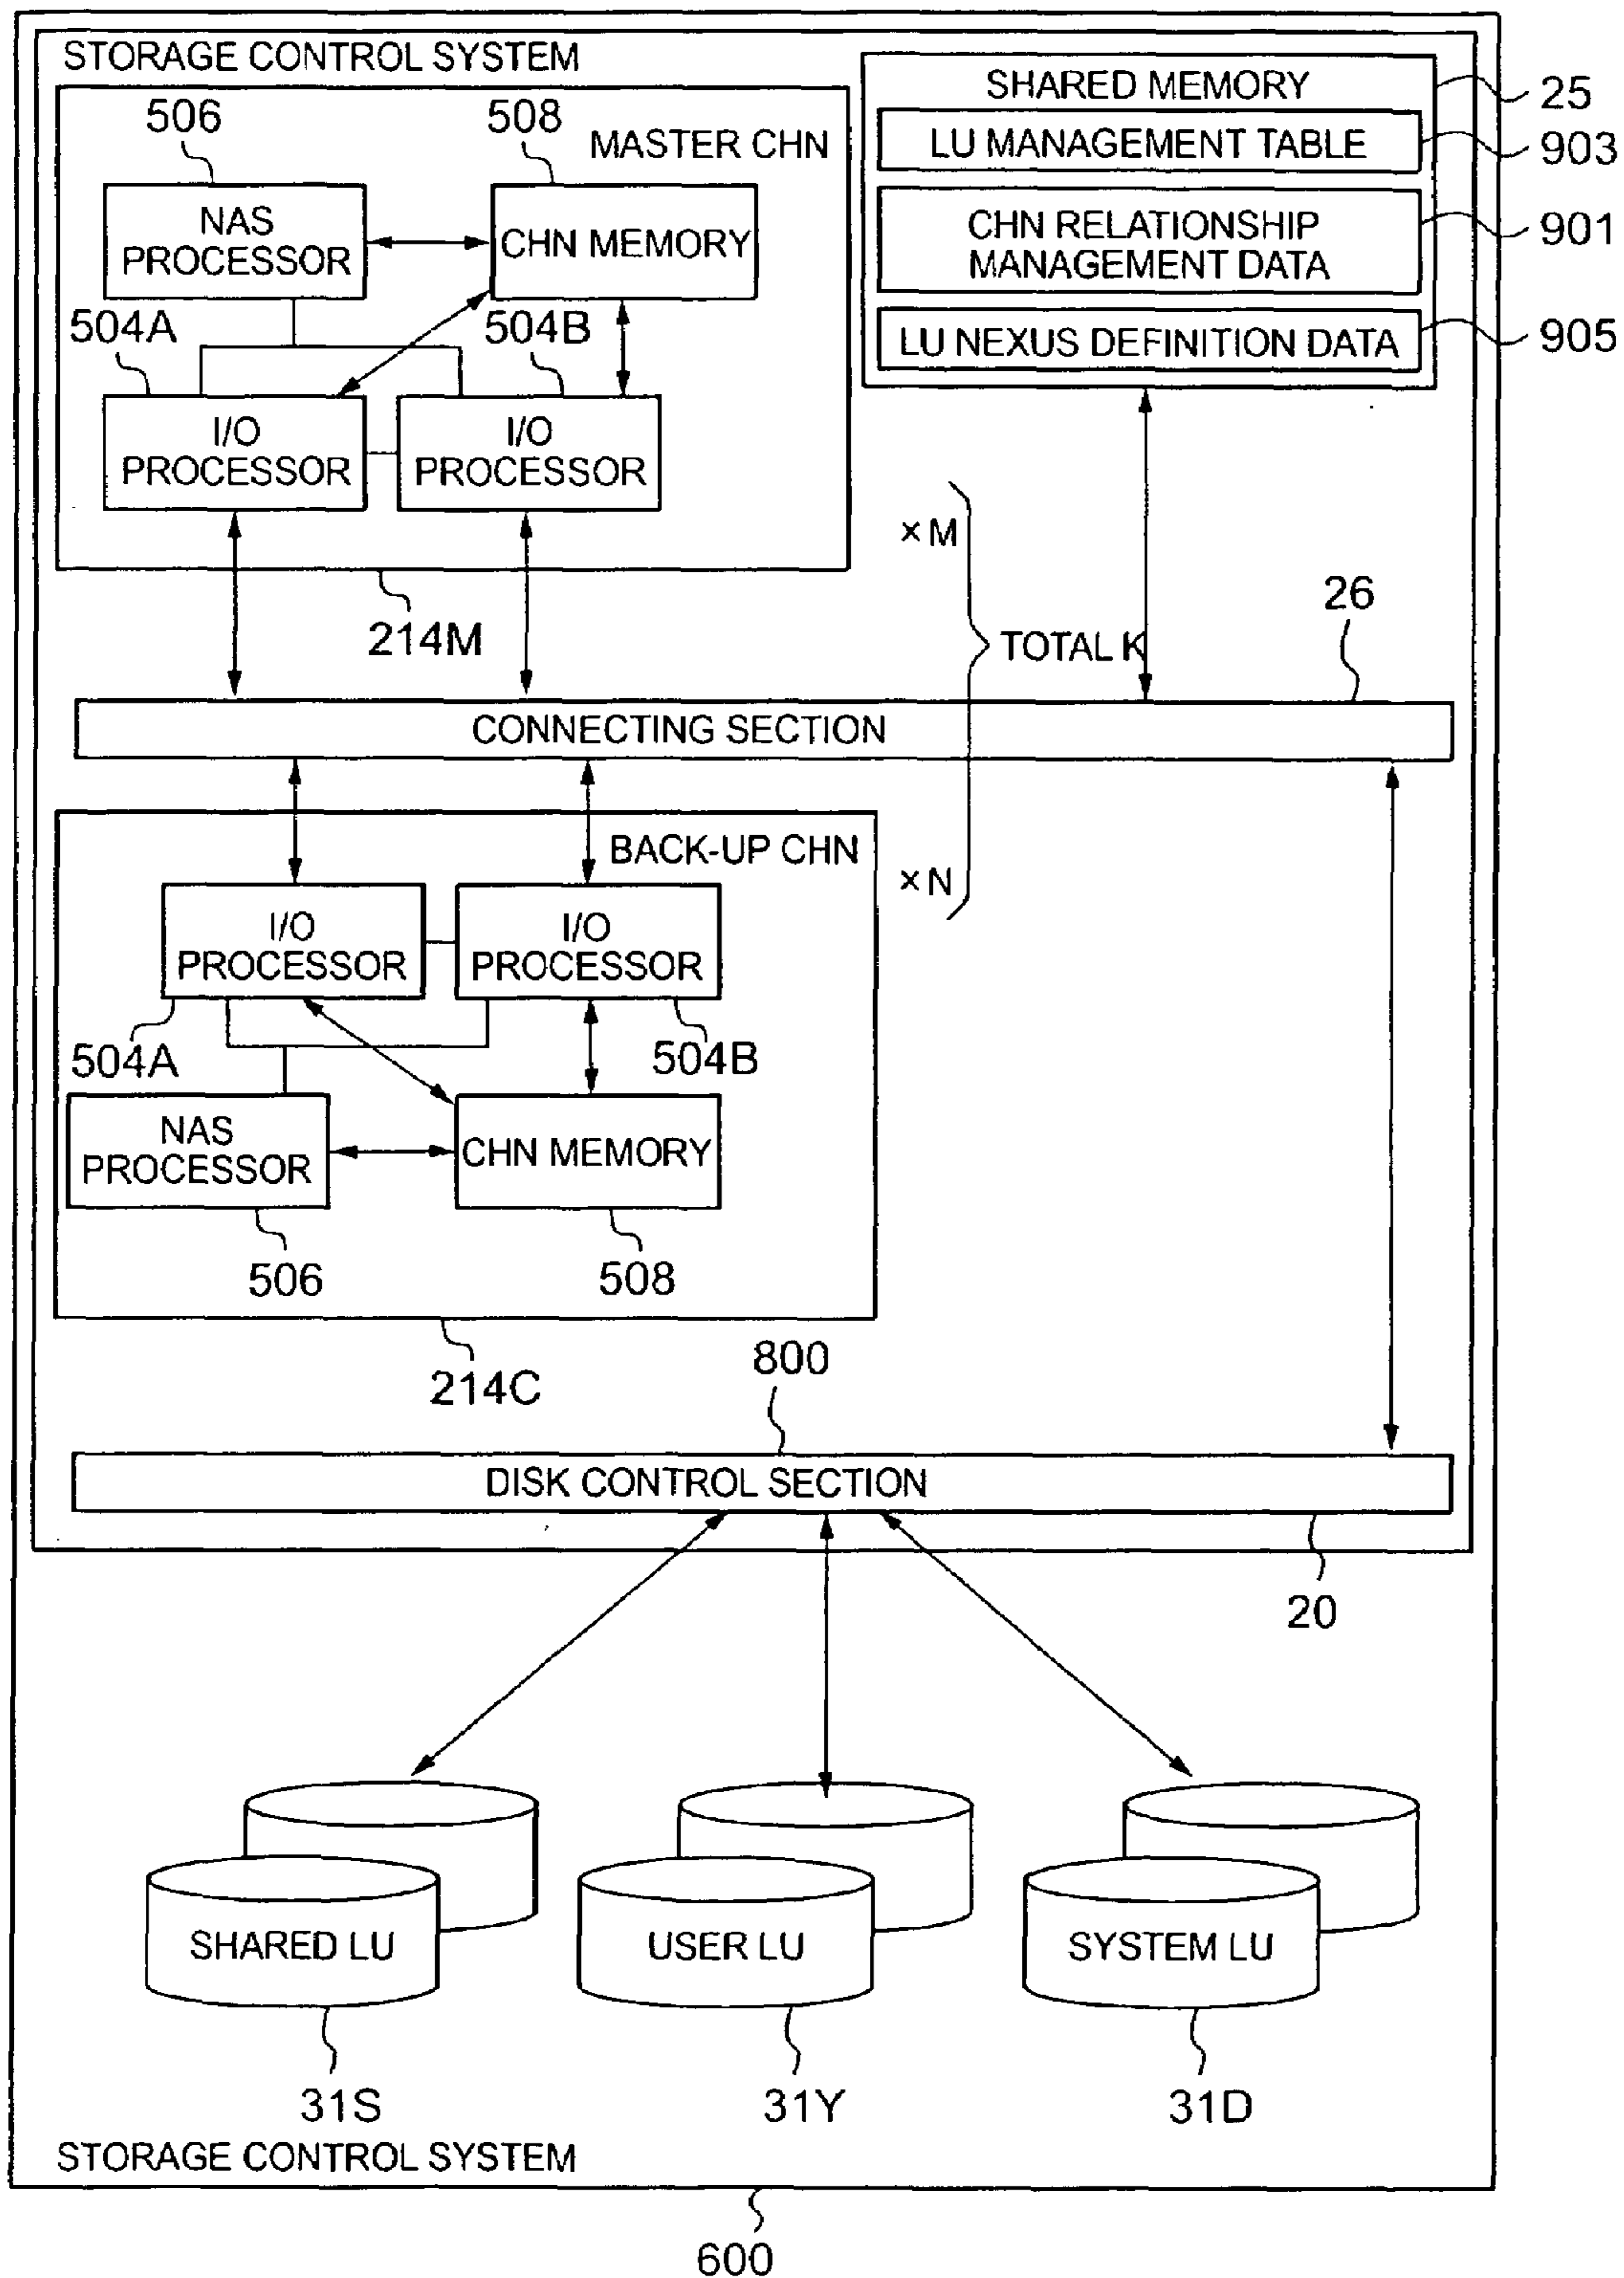 STORAGE CONTROL SYSTEM
SHARED MEMORY
25
LU MANAGEMENT TABLE
903
CHN RELATIONSHIP
MANAGEMENT DATA
901
LU NEXUS DEFINITION DATA
905
506
508
MASTER CHN
NAS
PROCESSOR
CHN MEMORY
504A
504B
I/O
PROCESSOR
I/O
PROCESSOR
214M
×M
TOTAL K
×N
26
CONNECTING SECTION
BACK-UP CHN
I/O
PROCESSOR
I/O
PROCESSOR
504A
504B
NAS
PROCESSOR
CHN MEMORY
506
508
214C
800
DISK CONTROL SECTION
20
SHARED LU
USER LU
SYSTEM LU
31S
31Y
31D
STORAGE CONTROL SYSTEM
600